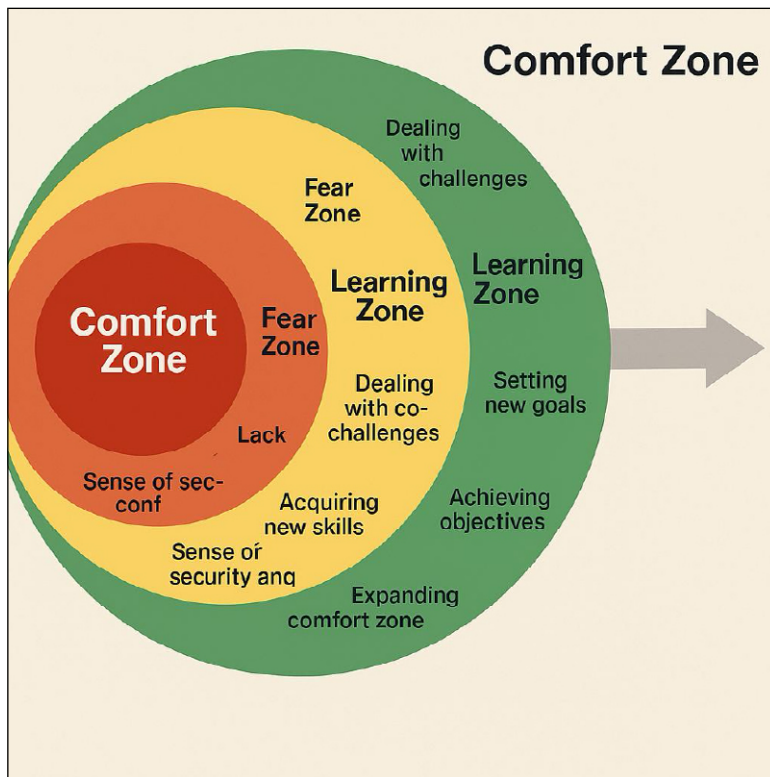 Comfort Zone
Dealing
with
challenges
Fear
Zone
Learning
Zone
Learning
Zone
Comfort
Zone
Fear
Zone
Setting
new goals
Dealing
with co-
challenges
Lack
Sense of sec-
conf
Acquiring
new skills
Achieving
objectives
Sense of
security anq
Expanding
comfort zone